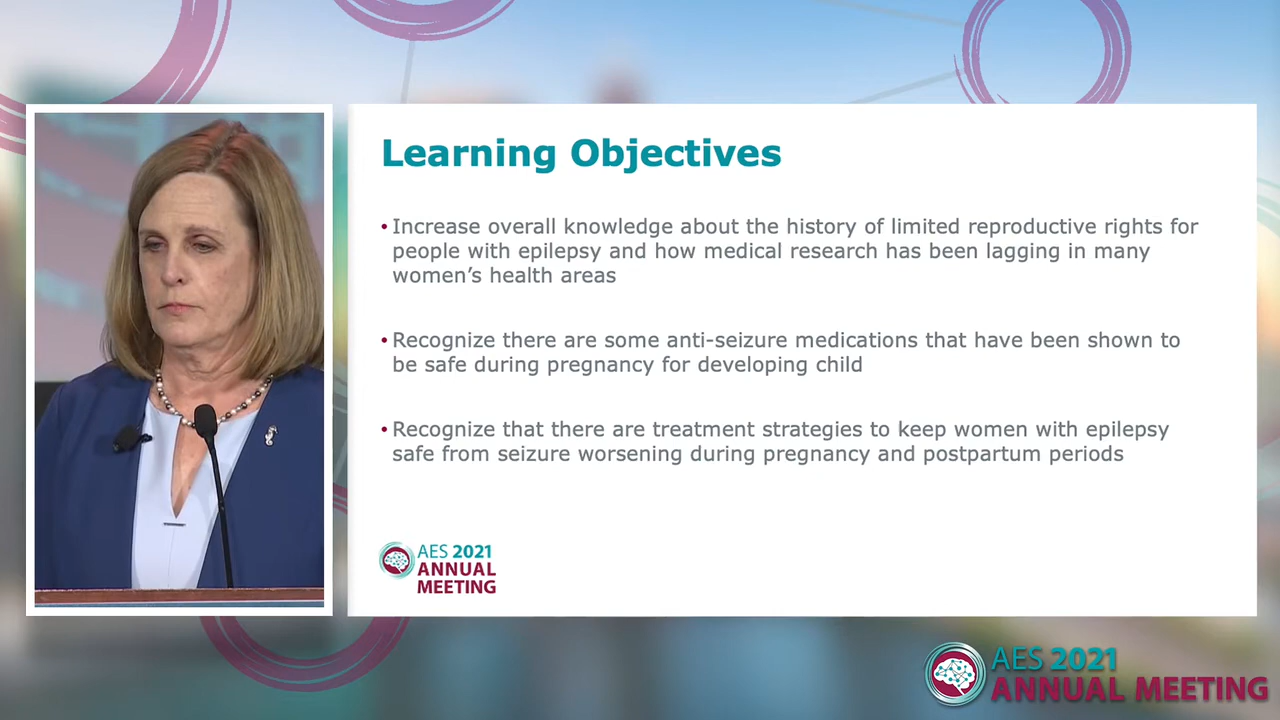 Learning Objectives
• Increase overall knowledge about the history of limited reproductive rights for
people with epilepsy and how medical research has been lagging in many
women's health areas
• Recognize there are some anti-seizure medications that have been shown to
be safe during pregnancy for developing child
• Recognize that there are treatment strategies to keep women with epilepsy
safe from seizure worsening during pregnancy and postpartum periods
AES 2021
ANNUAL
MEETING
AES 2021
ANNUAL MEETING